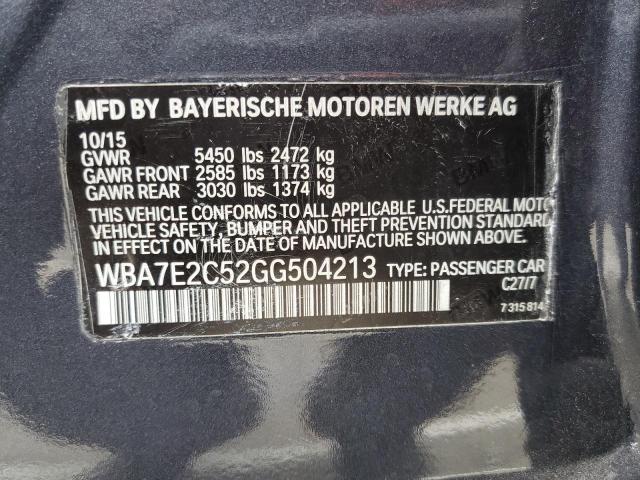 MFD BY BAYERISCHE MOTOREN WERKE AG
10/15
GVWR 5450 lbs 2472 kg
GAWR FRONT 2585 lbs 1173 kg
GAWR REAR 3030 lbs 1374 kg
THIS VEHICLE CONFORMS TO ALL APPLICABLE U.S.FEDERAL MOTO
VEHICLE SAFETY, BUMPER AND THEFT PREVENTION STANDARD
IN EFFECT ON THE DATE OF MANUFACTURE SHOWN ABOVE.
WBA7E2C52GG504213 TYPE: PASSENGER CAR
C27/7
7 315 814